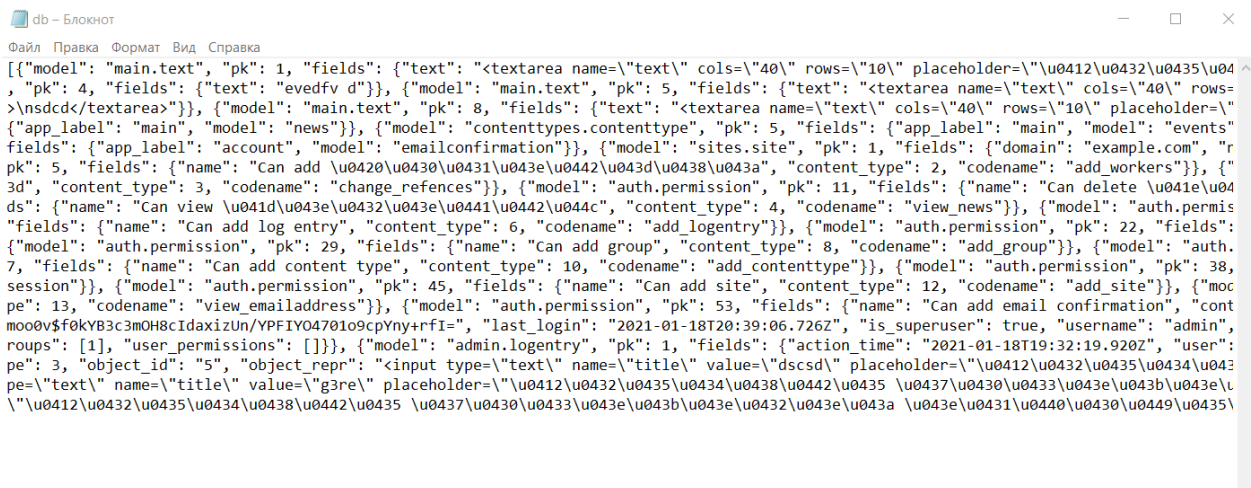 db – Блокнот
Файл Правка Формат Вид Справка
[{"model": "main.text", "pk": 1, "fields": {"text": "<textarea name=\"text\" cols=\"40\" rows=\"10\" placeholder=\"\u0412\u0432\u0435\u04
, "pk": 4, "fields": {"text": "evedfv d"}}, {"model": "main.text", "pk": 5, "fields": {"text": "<textarea name=\"text\" cols=\"40\" rows=
>\nsdcd</textarea>"}}, {"model": "main.text", "pk": 8, "fields": {"text": "<textarea name=\"text\" cols=\"40\" rows=\"10\" placeholder=\"
{"app_label": "main", "model": "news"}}, {"model": "contenttypes.contenttype", "pk": 5, "fields": {"app_label": "main", "model": "events"
fields": {"app_label": "account", "model": "emailconfirmation"}}, {"model": "sites.site", "pk": 1, "fields": {"domain": "example.com", "n
pk": 5, "fields": {"name": "Can add \u0420\u0430\u0431\u043e\u0442\u043d\u0438\u043a", "content_type": 2, "codename": "add_workers"}}, {"
3d", "content_type": 3, "codename": "change_refences"}}, {"model": "auth.permission", "pk": 11, "fields": {"name": "Can delete \u041e\u04
ds": {"name": "Can view \u041d\u043e\u0432\u043e\u0441\u0442\u044c", "content_type": 4, "codename": "view_news"}}, {"model": "auth.permis
"fields": {"name": "Can add log entry", "content_type": 6, "codename": "add_logentry"}}, {"model": "auth.permission", "pk": 22, "fields":
{"model": "auth.permission", "pk": 29, "fields": {"name": "Can add group", "content_type": 8, "codename": "add_group"}}, {"model": "auth.
7, "fields": {"name": "Can add content type", "content_type": 10, "codename": "add_contenttype"}}, {"model": "auth.permission", "pk": 38,
session"}}, {"model": "auth.permission", "pk": 45, "fields": {"name": "Can add site", "content_type": 12, "codename": "add_site"}}, {"mod
pe": 13, "codename": "view_emailaddress"}}, {"model": "auth.permission", "pk": 53, "fields": {"name": "Can add email confirmation", "cont
moo0v$f0kYB3c3mOH8cIdaxizUn/YPFIYO4701o9cpYny+rfI=", "last_login": "2021-01-18T20:39:06.726Z", "is_superuser": true, "username": "admin",
roups": [1], "user_permissions": []}}, {"model": "admin.logentry", "pk": 1, "fields": {"action_time": "2021-01-18T19:32:19.920Z", "user":
pe": 3, "object_id": "5", "object_repr": "<input type=\"text\" name=\"title\" value=\"dscsd\" placeholder=\"\u0412\u0432\u0435\u0434\u043
pe=\"text\" name=\"title\" value=\"g3re\" placeholder=\"\u0412\u0432\u0435\u0434\u0438\u0442\u0435 \u0437\u0430\u0433\u043e\u043b\u043e\u
\"\u0412\u0432\u0435\u0434\u0438\u0442\u0435 \u0437\u0430\u0433\u043e\u043b\u043e\u0432\u043e\u043a \u043e\u0431\u0440\u0430\u0449\u0435\